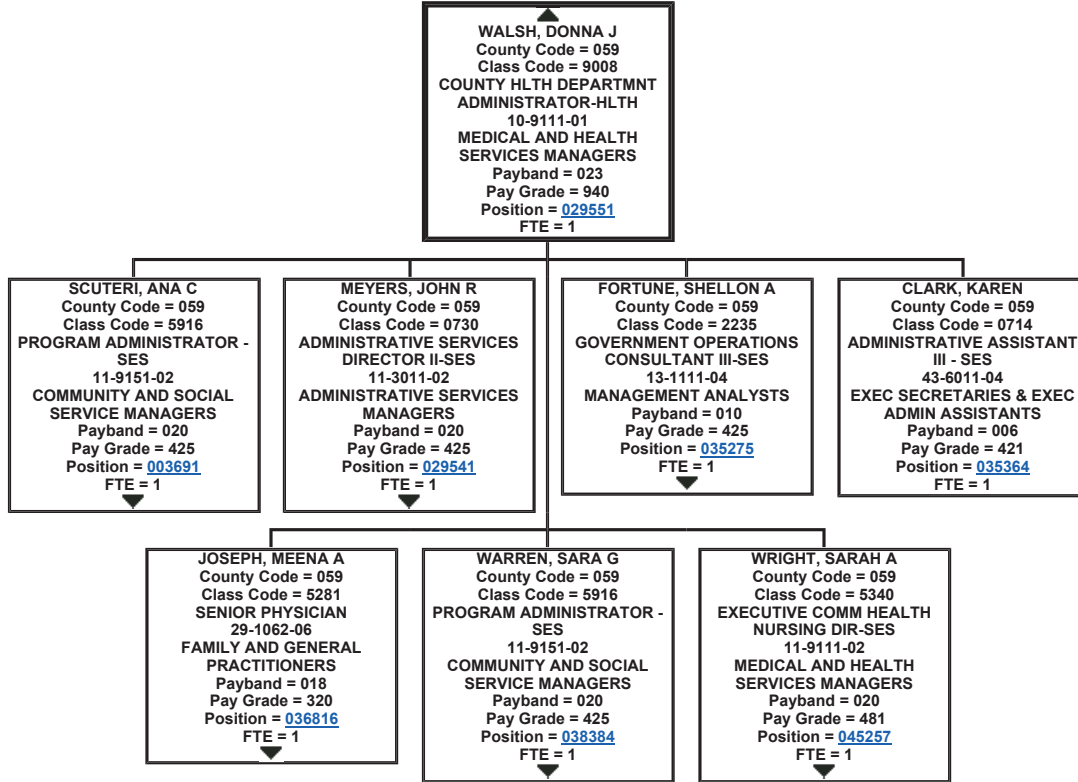 WALSH, DONNA J
County Code = 059
Class Code = 9008
COUNTY HLTH DEPARTMNT
ADMINISTRATOR-HLTH
10-9111-01
MEDICAL AND HEALTH
SERVICES MANAGERS
Payband = 023
Pay Grade = 940
Position = 029551
FTE = 1
SCUTERI, ANA C
County Code = 059
Class Code = 5916
PROGRAM ADMINISTRATOR -
SES
11-9151-02
COMMUNITY AND SOCIAL
SERVICE MANAGERS
Payband = 020
Pay Grade = 425
Position = 003691
FTE = 1
MEYERS, JOHN R
County Code = 059
Class Code = 0730
ADMINISTRATIVE SERVICES
DIRECTOR II-SES
11-3011-02
ADMINISTRATIVE SERVICES
MANAGERS
Payband = 020
Pay Grade = 425
Position = 029541
FTE = 1
FORTUNE, SHELLON A
County Code = 059
Class Code = 2235
GOVERNMENT OPERATIONS
CONSULTANT III-SES
13-1111-04
MANAGEMENT ANALYSTS
Payband = 010
Pay Grade = 425
Position = 035275
FTE = 1
CLARK, KAREN
County Code = 059
Class Code = 0714
ADMINISTRATIVE ASSISTANT
III - SES
43-6011-04
EXEC SECRETARIES & EXEC
ADMIN ASSISTANTS
Payband = 006
Pay Grade = 421
Position = 035364
FTE = 1
JOSEPH, MEENA A
County Code = 059
Class Code = 5281
SENIOR PHYSICIAN
29-1062-06
FAMILY AND GENERAL
PRACTITIONERS
Payband = 018
Pay Grade = 320
Position = 036816
FTE = 1
WARREN, SARA G
County Code = 059
Class Code = 5916
PROGRAM ADMINISTRATOR -
SES
11-9151-02
COMMUNITY AND SOCIAL
SERVICE MANAGERS
Payband = 020
Pay Grade = 425
Position = 038384
FTE = 1
WRIGHT, SARAH A
County Code = 059
Class Code = 5340
EXECUTIVE COMM HEALTH
NURSING DIR-SES
11-9111-02
MEDICAL AND HEALTH
SERVICES MANAGERS
Payband = 020
Pay Grade = 481
Position = 045257
FTE = 1